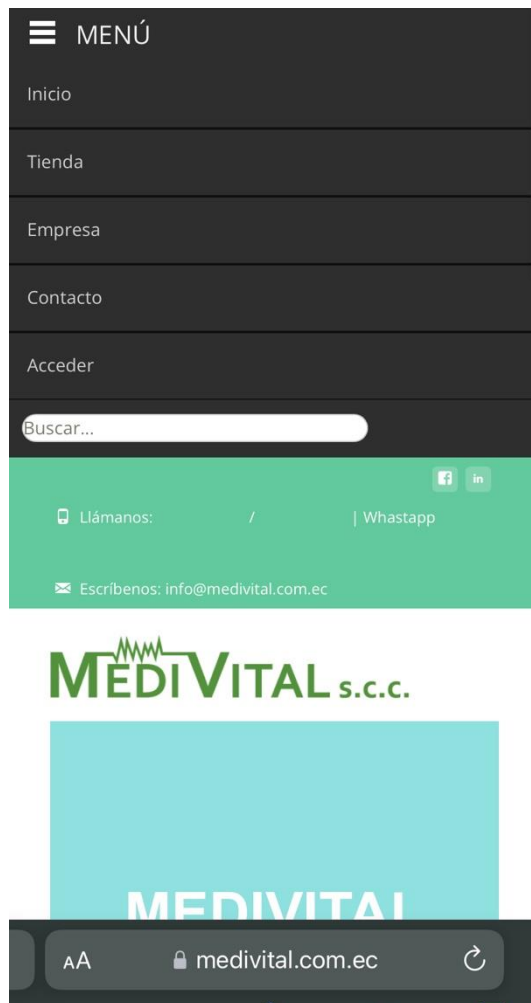 MENÚ
Inicio
Tienda
Empresa
Contacto
Acceder
Buscar...
Llámanos: / | Whastapp
Escríbenos: info@medivital.com.ec
MEDIVITAL s.c.c.
MEDIVITAL
AA medivital.com.ec